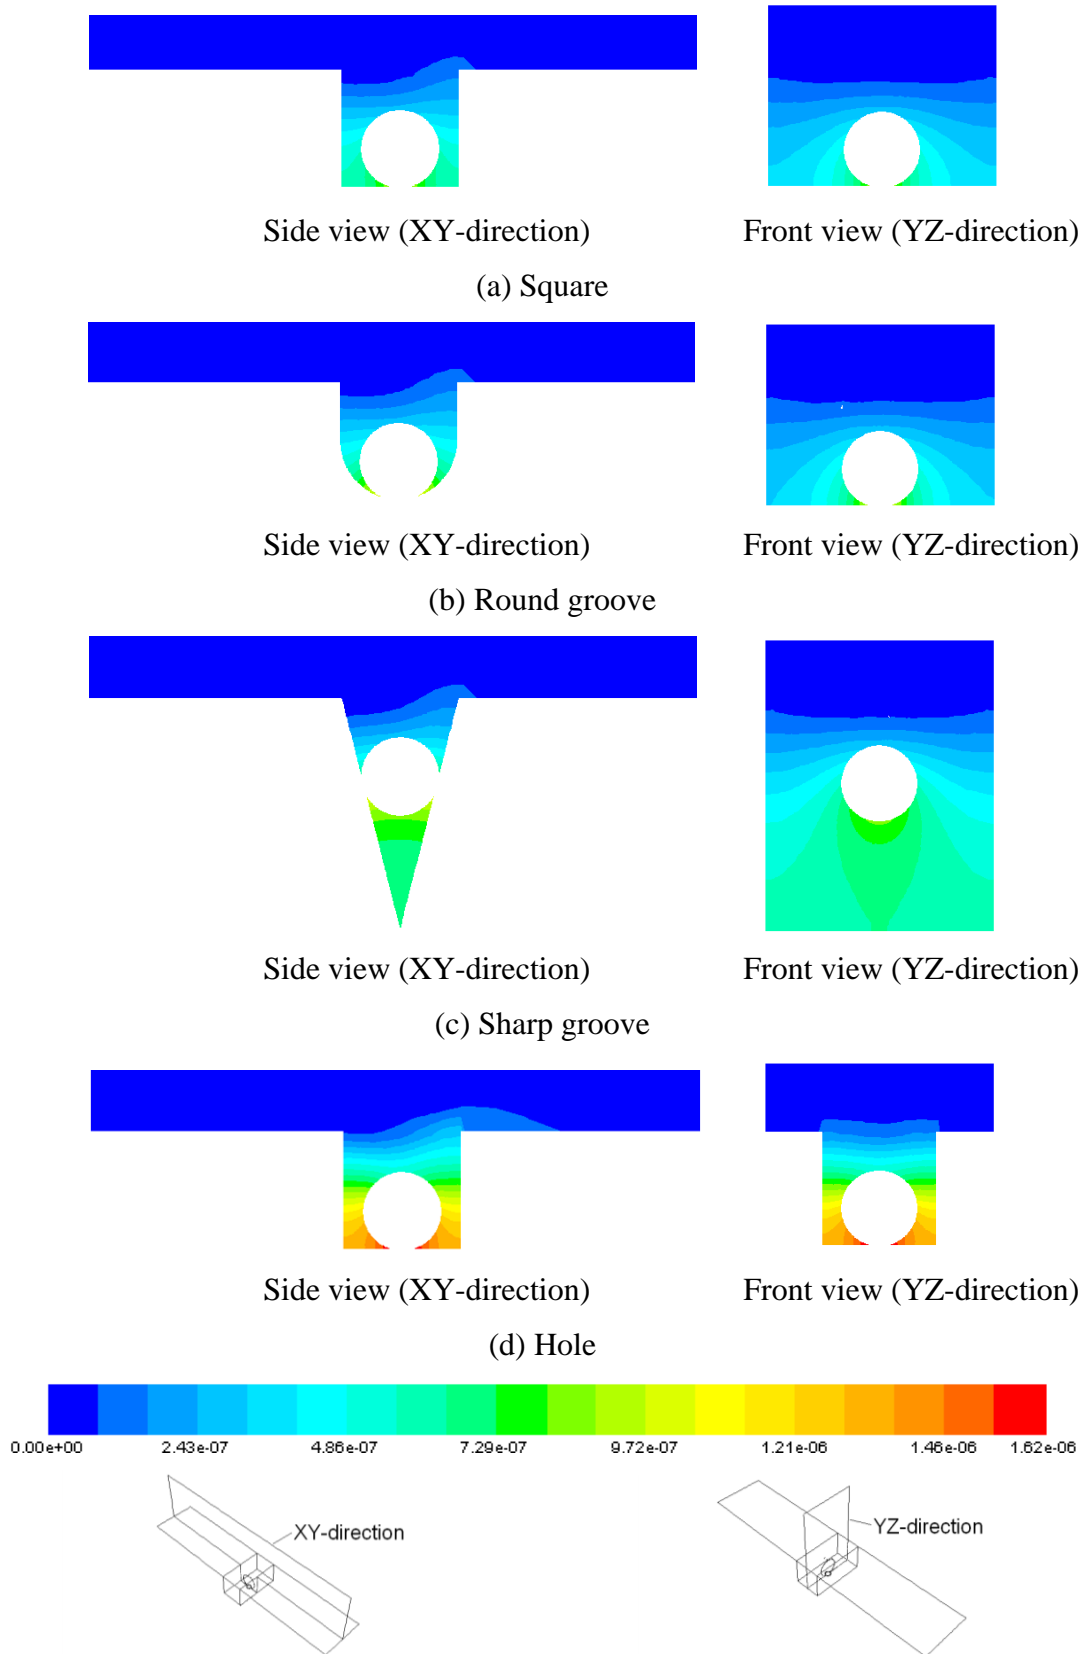 Side view (XY-direction) Front view (YZ-direction)
(a) Square
Side view (XY-direction) Front view (YZ-direction)
(b) Round groove
Side view (XY-direction) Front view (YZ-direction)
(c) Sharp groove
Side view (XY-direction) Front view (YZ-direction)
(d) Hole
0.00e+00 2.43e-07 4.86e-07 7.29e-07 9.72e-07 1.21e-06 1.46e-06 1.62e-06
XY-direction YZ-direction